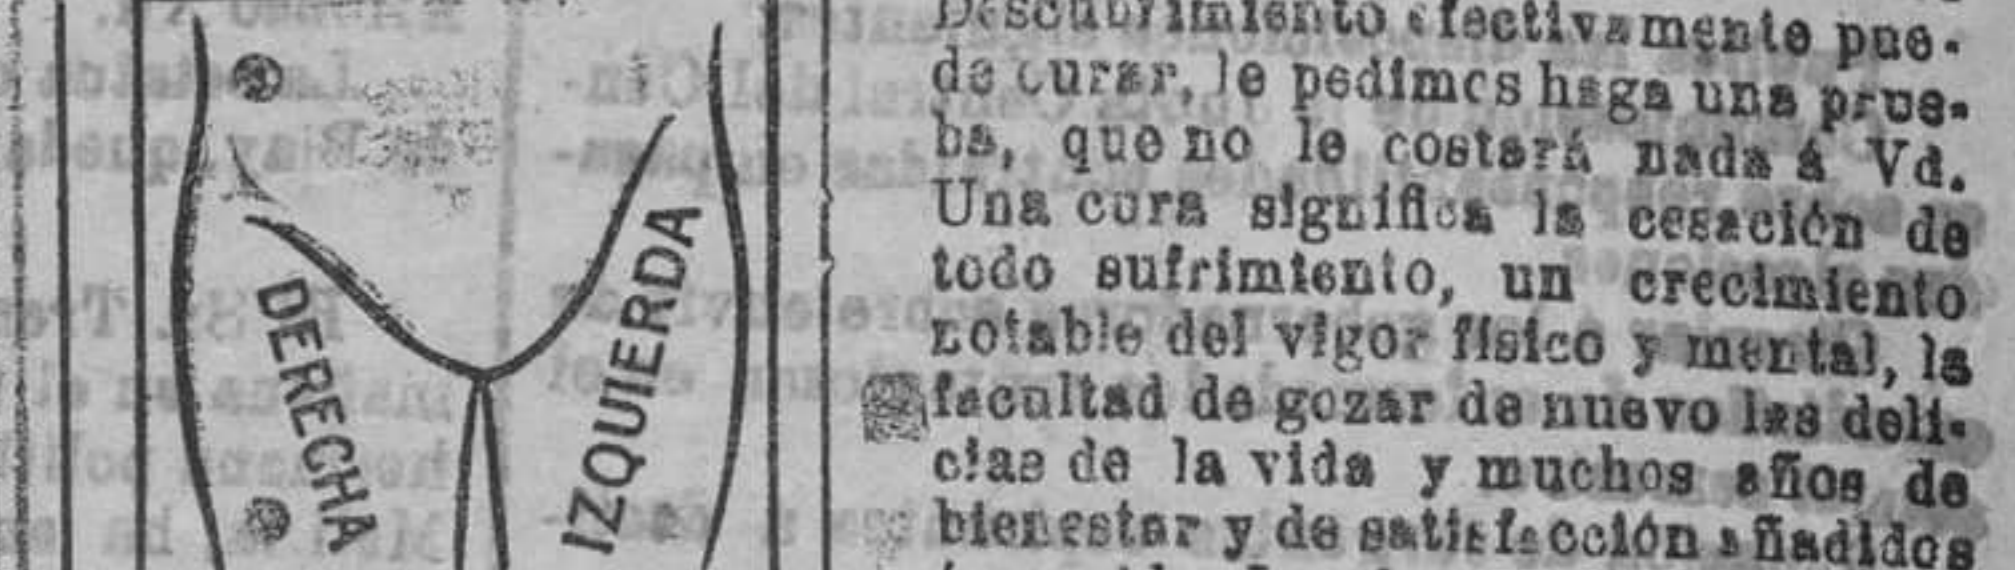 DERECHA
IZQUIERDA
Descubrimiento efectivamente pue-
de curar, le pedimos haga una prue-
ba, que no le costará nada á Vd.
Una cura significa la cesación de
todo sufrimiento, un crecimiento
notable del vigor físico y mental, la
facultad de gozar de nuevo las deli-
cias de la vida y muchos años de
bienestar y de satisfacción añadidos